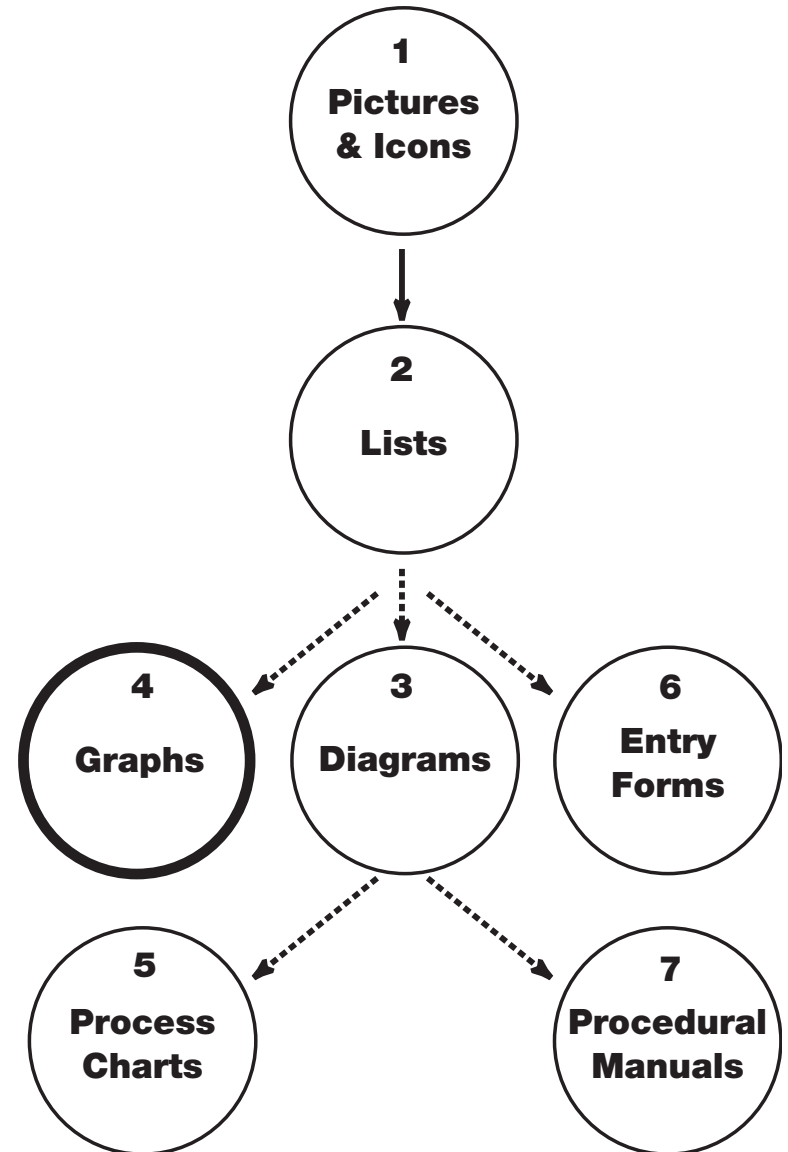 1
Pictures
& Icons
2
Lists
4
Graphs
3
Diagrams
6
Entry
Forms
5
Process
Charts
7
Procedural
Manuals